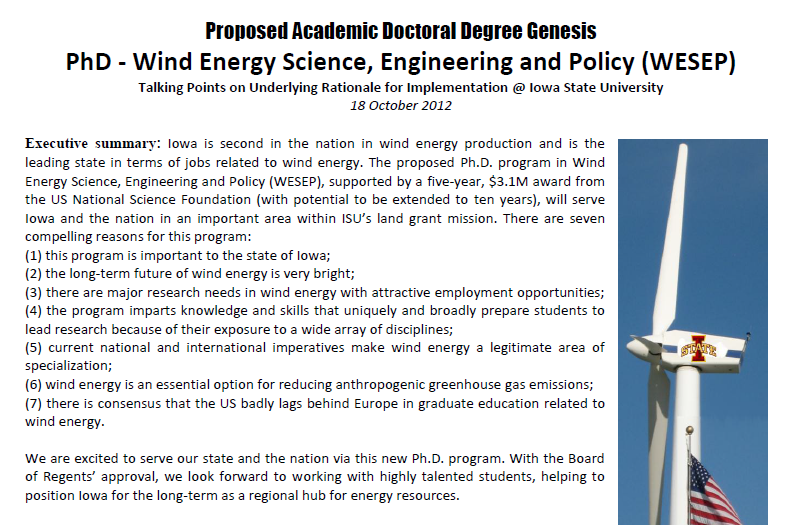 Proposed Academic Doctoral Degree Genesis
PhD - Wind Energy Science, Engineering and Policy (WESEP)
Talking Points on Underlying Rationale for Implementation @ Iowa State University
18 October 2012
Executive summary: Iowa is second in the nation in wind energy production and is the
leading state in terms of jobs related to wind energy. The proposed Ph.D. program in Wind
Energy Science, Engineering and Policy (WESEP), supported by a five-year, $3.1M award from
the US National Science Foundation (with potential to be extended to ten years), will serve
Iowa and the nation in an important area within ISU's land grant mission. There are seven
compelling reasons for this program:
(1) this program is important to the state of Iowa;
(2) the long-term future of wind energy is very bright;
(3) there are major research needs in wind energy with attractive employment opportunities;
(4) the program imparts knowledge and skills that uniquely and broadly prepare students to
lead research because of their exposure to a wide array of disciplines;
(5) current national and international imperatives make wind energy a legitimate area of
specialization;
(6) wind energy is an essential option for reducing anthropogenic greenhouse gas emissions;
(7) there is consensus that the US badly lags behind Europe in graduate education related to
wind energy.
We are excited to serve our state and the nation via this new Ph.D. program. With the Board
of Regents' approval, we look forward to working with highly talented students, helping to
position Iowa for the long-term as a regional hub for energy resources.
I
STATE